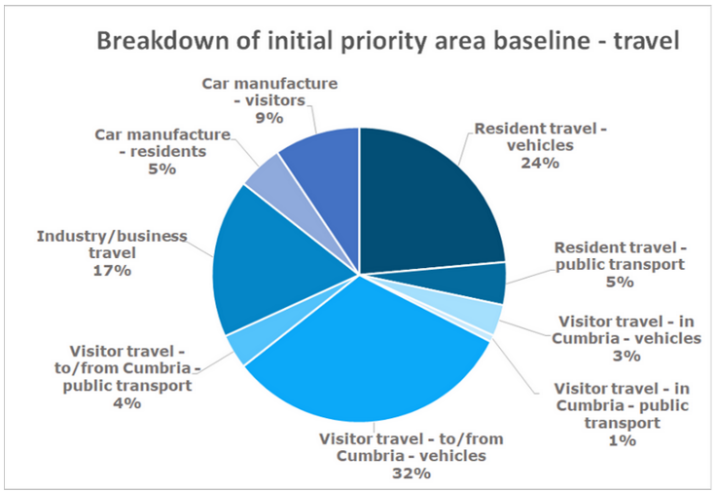 Breakdown of initial priority area baseline - travel
Car manufacture
- visitors
9%
Resident travel -
vehicles
24%
Car manufacture
- residents
5%
Industry/business
travel
17%
Resident travel -
public transport
5%
Visitor travel - in
Cumbria - vehicles
3%
Visitor travel -
to/from Cumbria -
public transport
4%
Visitor travel - in
Cumbria - public
transport
1%
Visitor travel - to/from
Cumbria - vehicles
32%